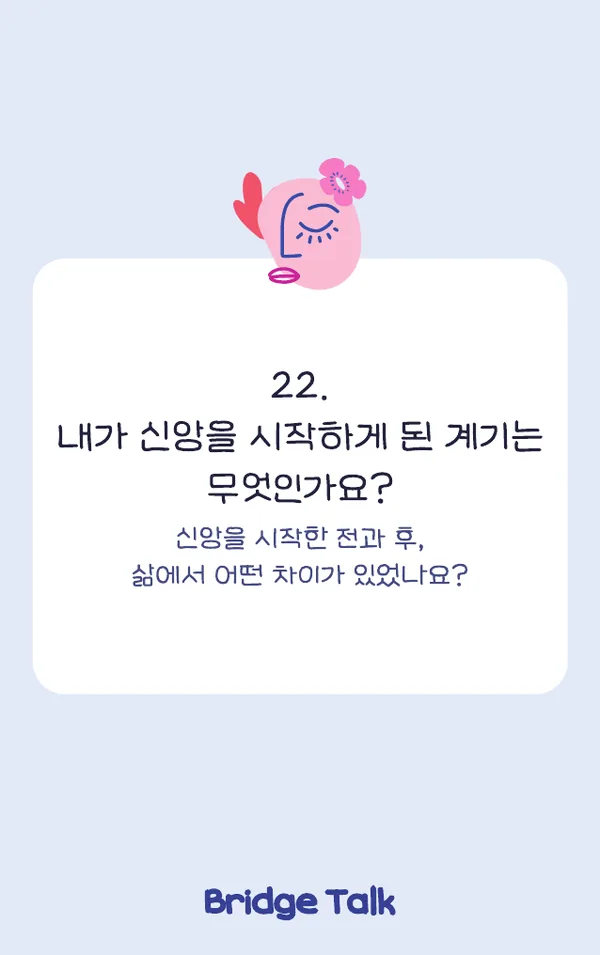 22.
내가 신앙을 시작하게 된 계기는
무엇인가요?
신앙을 시작한 전과 후,
삶에서 어떤 차이가 있었나요?
Bridge Talk